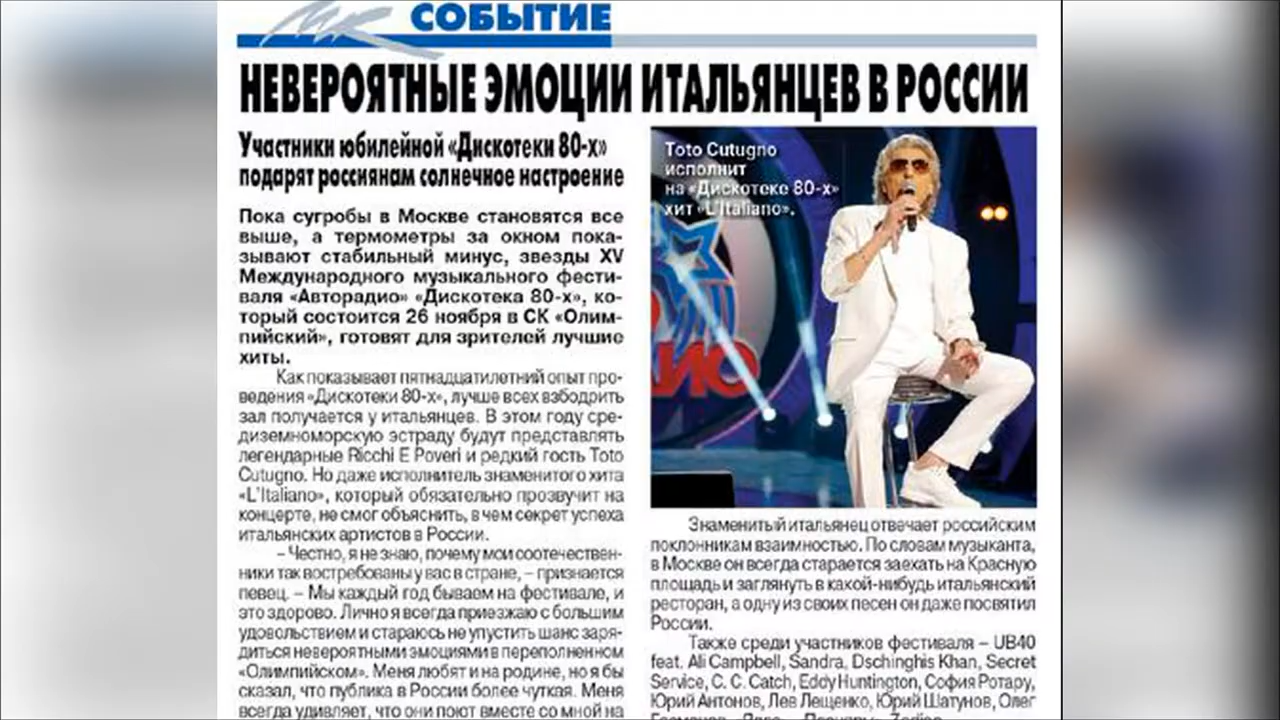 МК СОБЫТИЕ
НЕВЕРОЯТНЫЕ ЭМОЦИИ ИТАЛЬЯНЦЕВ В РОССИИ
Участники юбилейной «Дискотеки 80-х»
подарят россиянам солнечное настроение
Пока сугробы в Москве становятся все
выше, а термометры за окном пока-
зывают стабильный минус, звезды XV
Международного музыкального фести-
валя «Авторадио» «Дискотека 80-х», ко-
торый состоится 26 ноября в СК «Олим-
пийский», готовят для зрителей лучшие
хиты.
Как показывает пятнадцатилетний опыт про-
ведения «Дискотеки 80-х», лучше всех взбодрить
зал получается у итальянцев. В этом году сре-
диземноморскую эстраду будут представлять
легендарные Ricchi E Poveri и редкий гость Toto
Cutugno. Но даже исполнитель знаменитого хита
«L'Italiano», который обязательно прозвучит на
концерте, не смог объяснить, в чем секрет успеха
итальянских артистов в России.
– Честно, я не знаю, почему мои соотечествен-
ники так востребованы у вас в стране, – признается
певец. – Мы каждый год бываем на фестивале, и
это здорово. Лично я всегда приезжаю с большим
удовольствием и стараюсь не упустить шанс заря-
диться невероятными эмоциями в переполненном
«Олимпийском». Меня любят и на родине, но я бы
сказал, что публика в России более чуткая. Меня
всегда удивляет, что они поют вместе со мной на
Toto Cutugno
исполнит
на «Дискотеке 80-х»
хит «L'Italiano».
Знаменитый итальянец отвечает российским
поклонникам взаимностью. По словам музыканта,
в Москве он всегда старается заехать на Красную
площадь и заглянуть в какой-нибудь итальянский
ресторан, а одну из своих песен он даже посвятил
России.
Также среди участников фестиваля – UB40
feat. Ali Campbell, Sandra, Dschinghis Khan, Secret
Service, C. C. Catch, Eddy Huntington, София Ротару,
Юрий Антонов, Лев Лещенко, Юрий Шатунов, Олег